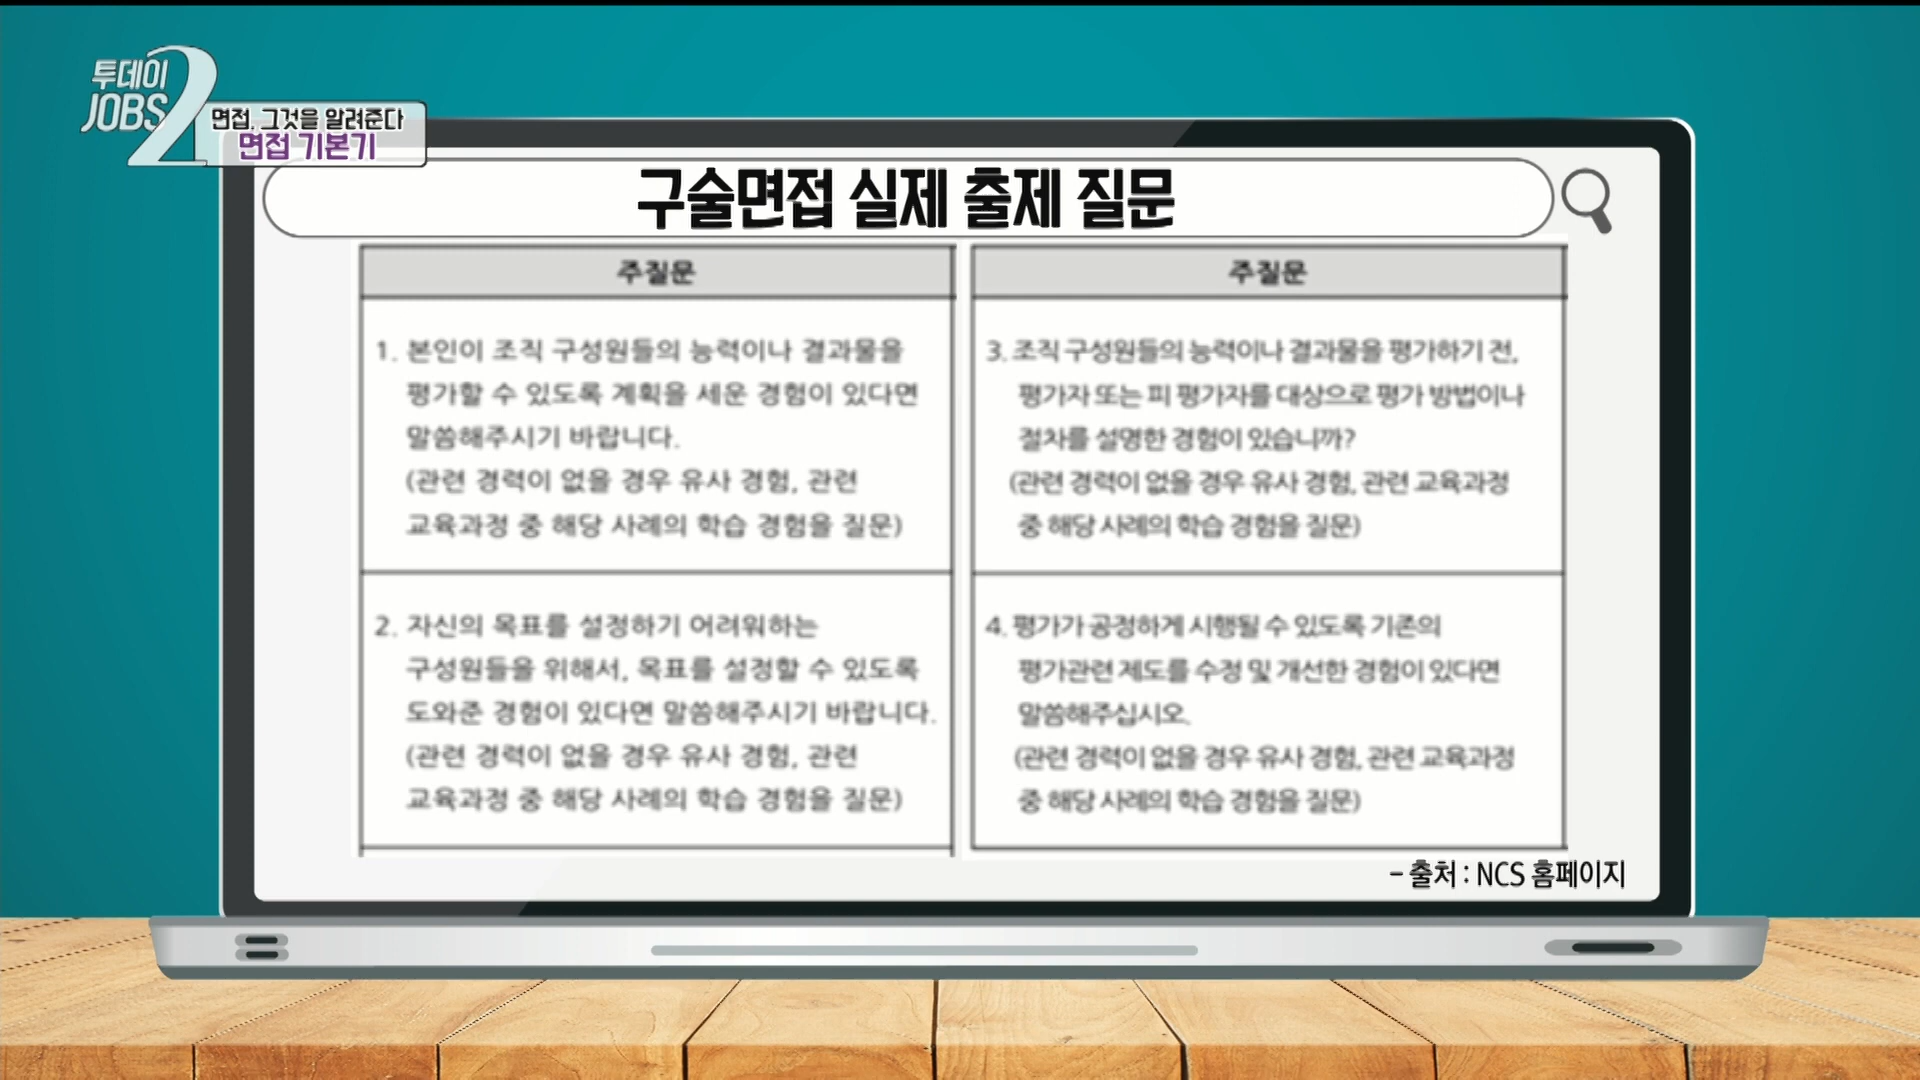 투데이
JOBS 2
면접, 그것을 알려준다
면접 기본기
구술면접 실제 출제 질문
주질문
1. 본인이 조직 구성원들의 능력이나 결과물을
평가할 수 있도록 계획을 세운 경험이 있다면
말씀해주시기 바랍니다.
(관련 경력이 없을 경우 유사 경험, 관련
교육과정 중 해당 사례의 학습 경험을 질문)
2. 자신의 목표를 설정하기 어려워하는
구성원들을 위해서, 목표를 설정할 수 있도록
도와준 경험이 있다면 말씀해주시기 바랍니다.
(관련 경력이 없을 경우 유사 경험, 관련
교육과정 중 해당 사례의 학습 경험을 질문)
주질문
3. 조직 구성원들의 능력이나 결과물을 평가하기 전,
평가자 또는 피 평가자를 대상으로 평가 방법이나
절차를 설명한 경험이 있습니까?
(관련 경력이 없을 경우 유사 경험, 관련 교육과정
중 해당 사례의 학습 경험을 질문)
4. 평가가 공정하게 시행될 수 있도록 기존의
평가관련 제도를 수정 및 개선한 경험이 있다면
말씀해주십시오.
(관련 경력이 없을 경우 유사 경험, 관련 교육과정
중 해당 사례의 학습 경험을 질문)
- 출처 : NCS 홈페이지